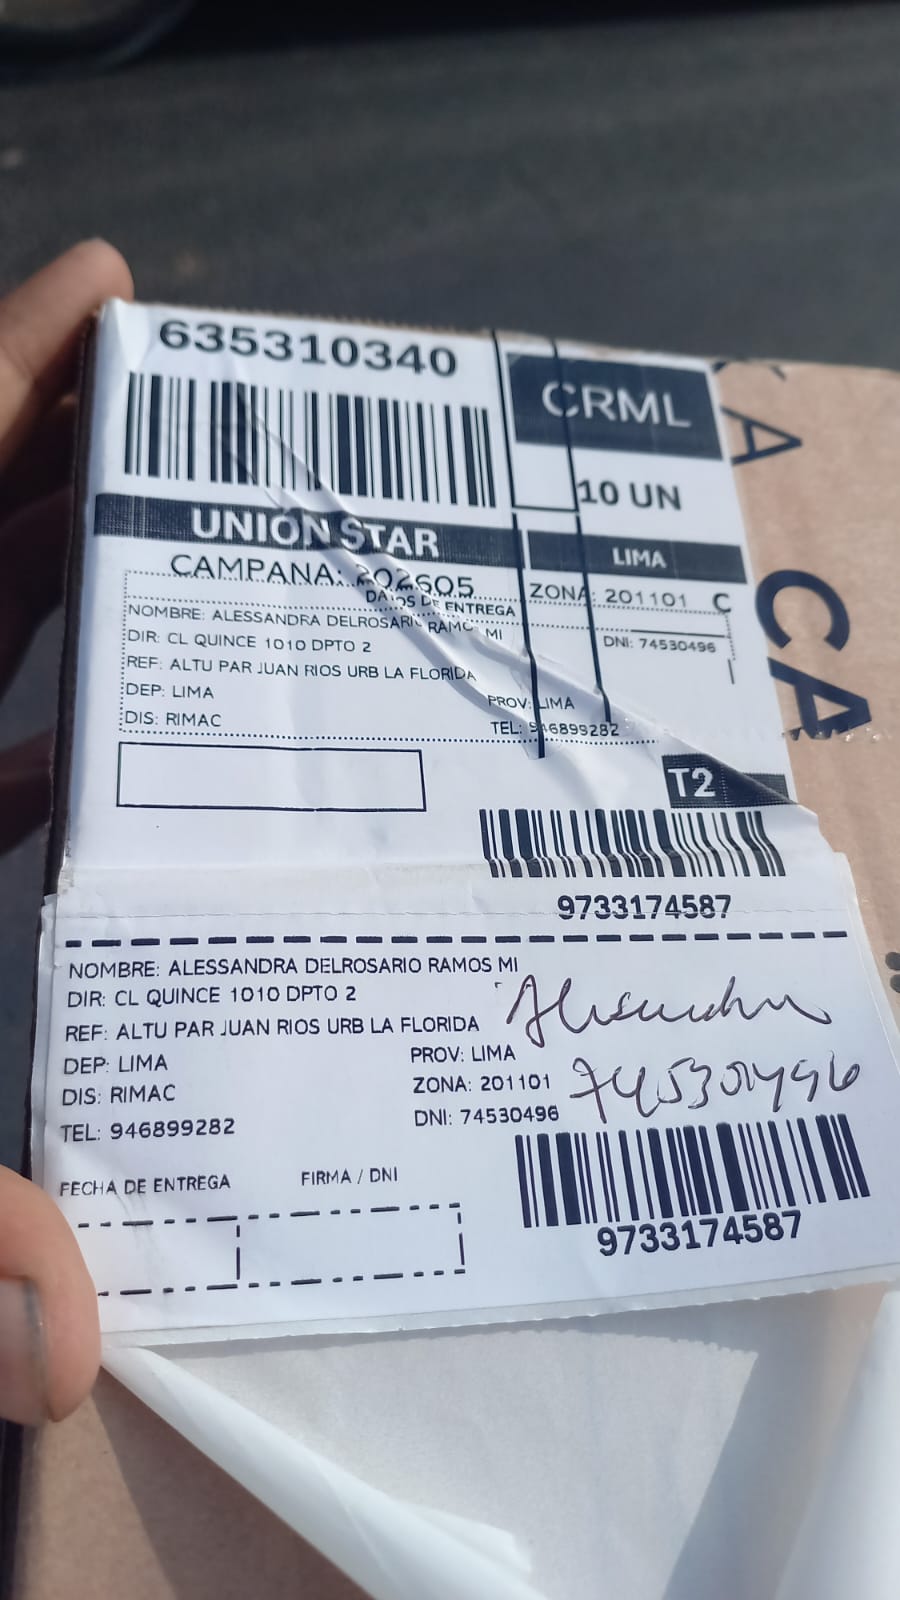 635310340
CRML
10 UN
UNIÓN STAR
LIMA
CAMPAÑA: 202605
ZONA: 201101 C
DATOS DE ENTREGA
NOMBRE: ALESSANDRA DELROSARIO RAMOS MI
DNI: 74530496
DIR: CL QUINCE 1010 DPTO 2
REF: ALTU PAR JUAN RIOS URB LA FLORIDA
DEP: LIMA
PROV: LIMA
DIS: RIMAC
TEL: 946899282
T2
9733174587
NOMBRE: ALESSANDRA DELROSARIO RAMOS MI
DIR: CL QUINCE 1010 DPTO 2
REF: ALTU PAR JUAN RIOS URB LA FLORIDA
DEP: LIMA
PROV: LIMA
DIS: RIMAC
ZONA: 201101
TEL: 946899282
DNI: 74530496
Alessandra
74530496
FECHA DE ENTREGA
FIRMA / DNI
9733174587
CA